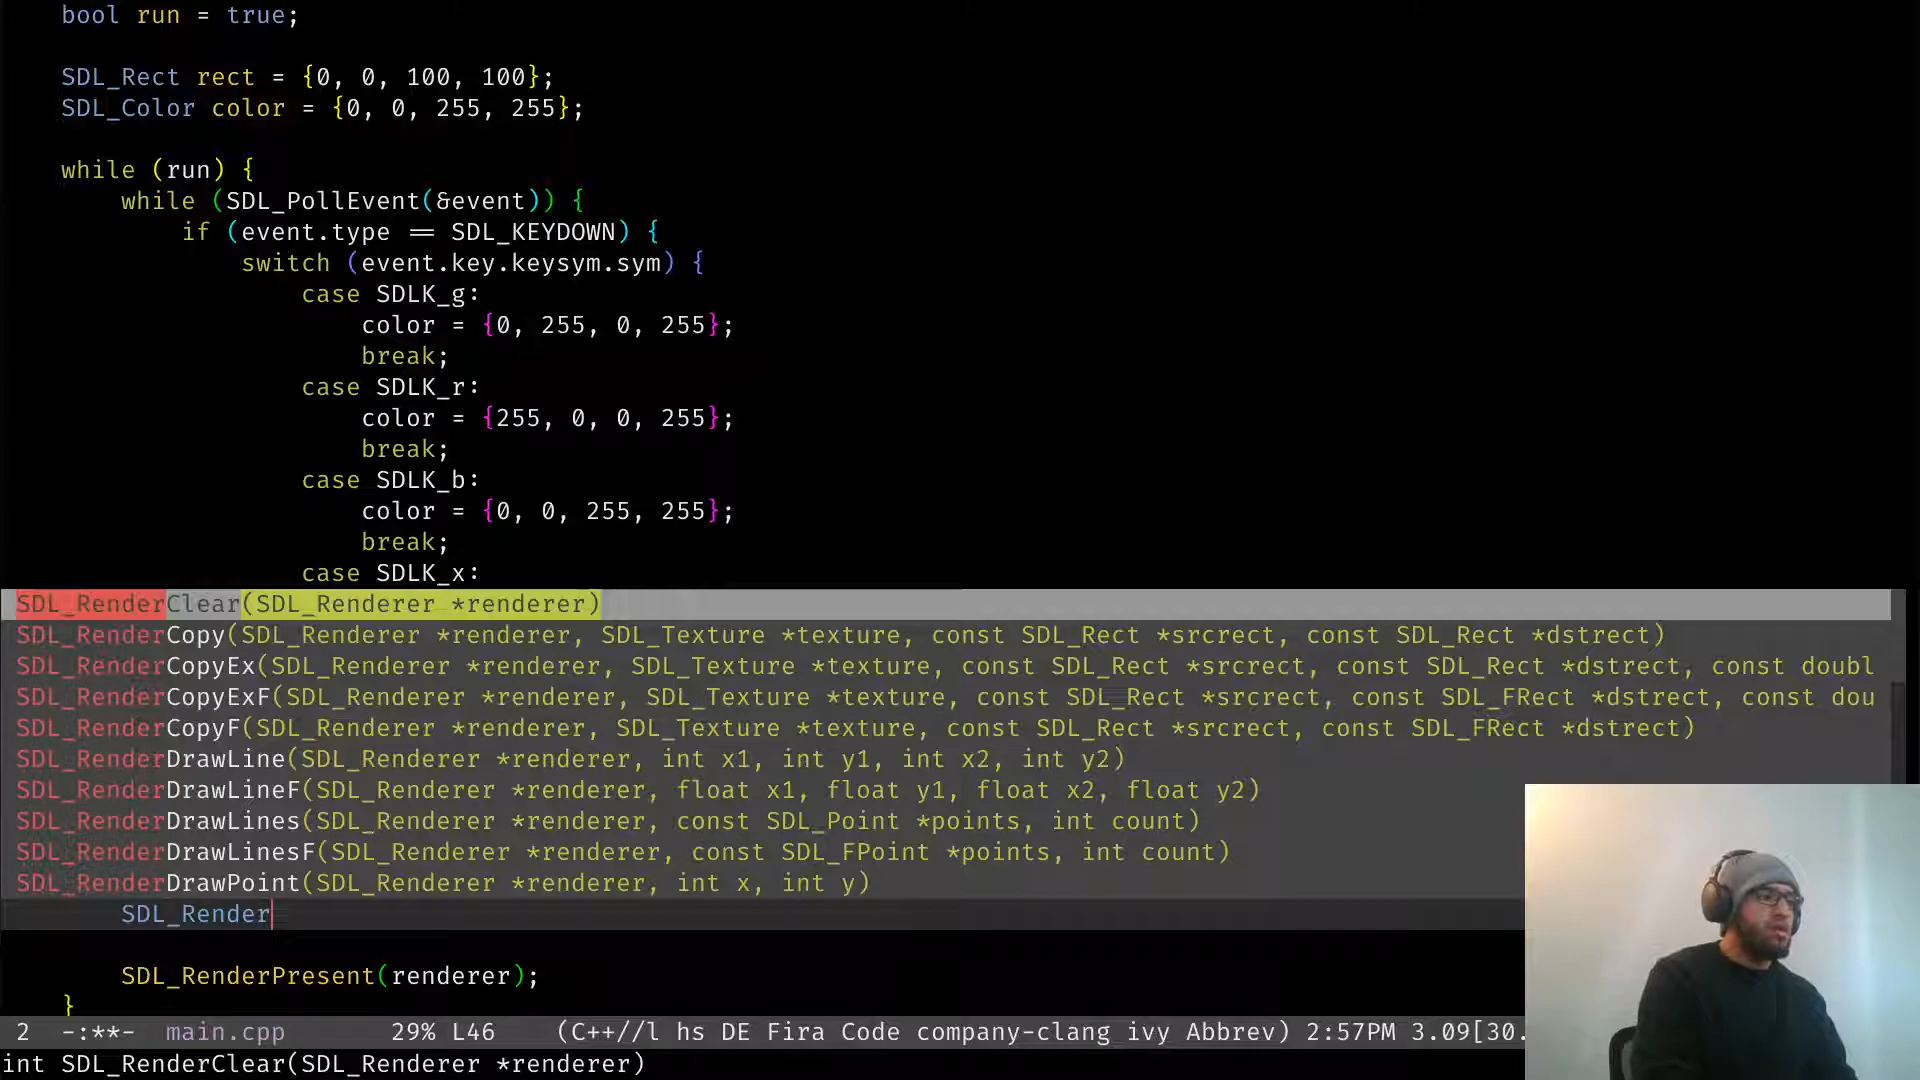 bool run = true;
SDL_Rect rect = {0, 0, 100, 100};
SDL_Color color = {0, 0, 255, 255};
while (run) {
while (SDL_PollEvent(&event)) {
if (event.type == SDL_KEYDOWN) {
switch (event.key.keysym.sym) {
case SDLK_g:
color = {0, 255, 0, 255};
break;
case SDLK_r:
color = {255, 0, 0, 255};
break;
case SDLK_b:
color = {0, 0, 255, 255};
break;
case SDLK_x:
SDL_RenderClear(SDL_Renderer *renderer)
SDL_RenderCopy(SDL_Renderer *renderer, SDL_Texture *texture, const SDL_Rect *srcrect, const SDL_Rect *dstrect)
SDL_RenderCopyEx(SDL_Renderer *renderer, SDL_Texture *texture, const SDL_Rect *srcrect, const SDL_Rect *dstrect, const doubl
SDL_RenderCopyExF(SDL_Renderer *renderer, SDL_Texture *texture, const SDL_Rect *srcrect, const SDL_FRect *dstrect, const dou
SDL_RenderCopyF(SDL_Renderer *renderer, SDL_Texture *texture, const SDL_Rect *srcrect, const SDL_FRect *dstrect)
SDL_RenderDrawLine(SDL_Renderer *renderer, int x1, int y1, int x2, int y2)
SDL_RenderDrawLineF(SDL_Renderer *renderer, float x1, float y1, float x2, float y2)
SDL_RenderDrawLines(SDL_Renderer *renderer, const SDL_Point *points, int count)
SDL_RenderDrawLinesF(SDL_Renderer *renderer, const SDL_FPoint *points, int count)
SDL_RenderDrawPoint(SDL_Renderer *renderer, int x, int y)
SDL_Render
SDL_RenderPresent(renderer);
}
2 -:**- main.cpp 29% L46 (C++//l hs DE Fira Code company-clang ivy Abbrev) 2:57PM 3.09[30.
int SDL_RenderClear(SDL_Renderer *renderer)